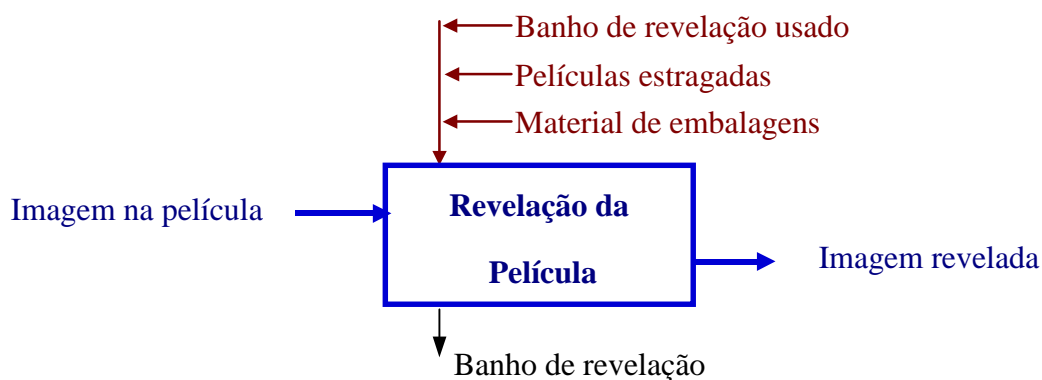 Banho de revelação usado
Películas estragadas
Material de embalagens
Imagem na película
Revelação da
Película
Imagem revelada
Banho de revelação